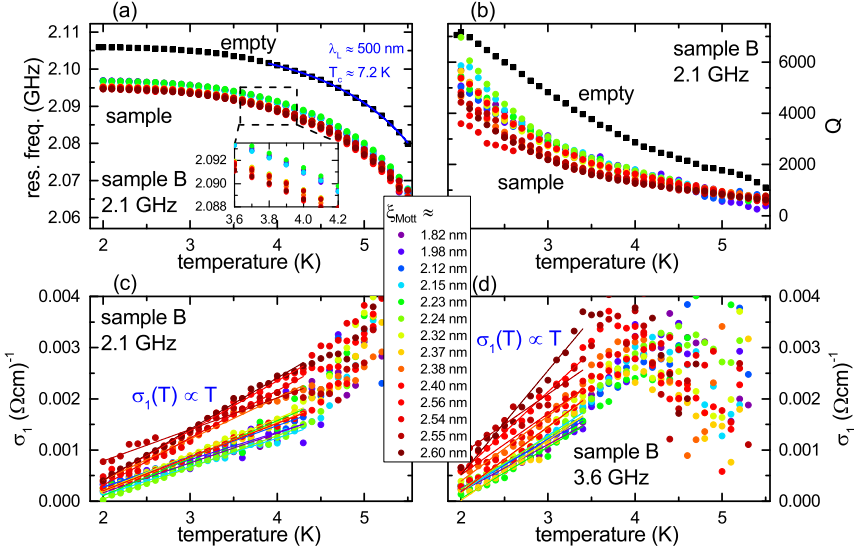 (a)
(b)
2.13
2.12
2.11
2.10
2.09
2.08
2.07
2.06
res. freq. (GHz)
empty
λL ≈ 500 nm
Tc ≈ 7.2 K
sample
sample B
2.1 GHz
2.092
2.090
2.088
3.6 3.8 4.0 4.2
2 3 4 5
temperature (K)
sample B
2.1 GHz
empty
sample
6000
4000
2000
0
Q
2 3 4 5
temperature (K)
ξMott ≈
1.82 nm
1.98 nm
2.12 nm
2.15 nm
2.23 nm
2.24 nm
2.32 nm
2.37 nm
2.38 nm
2.40 nm
2.56 nm
2.54 nm
2.55 nm
2.60 nm
(c)
(d)
0.004
0.003
0.002
0.001
0.000
σ1 (Ωcm)-1
sample B
2.1 GHz
σ1(T) ∝ T
2 3 4 5
temperature (K)
σ1(T) ∝ T
sample B
3.6 GHz
0.004
0.003
0.002
0.001
0.000
σ1 (Ωcm)-1
2 3 4 5
temperature (K)